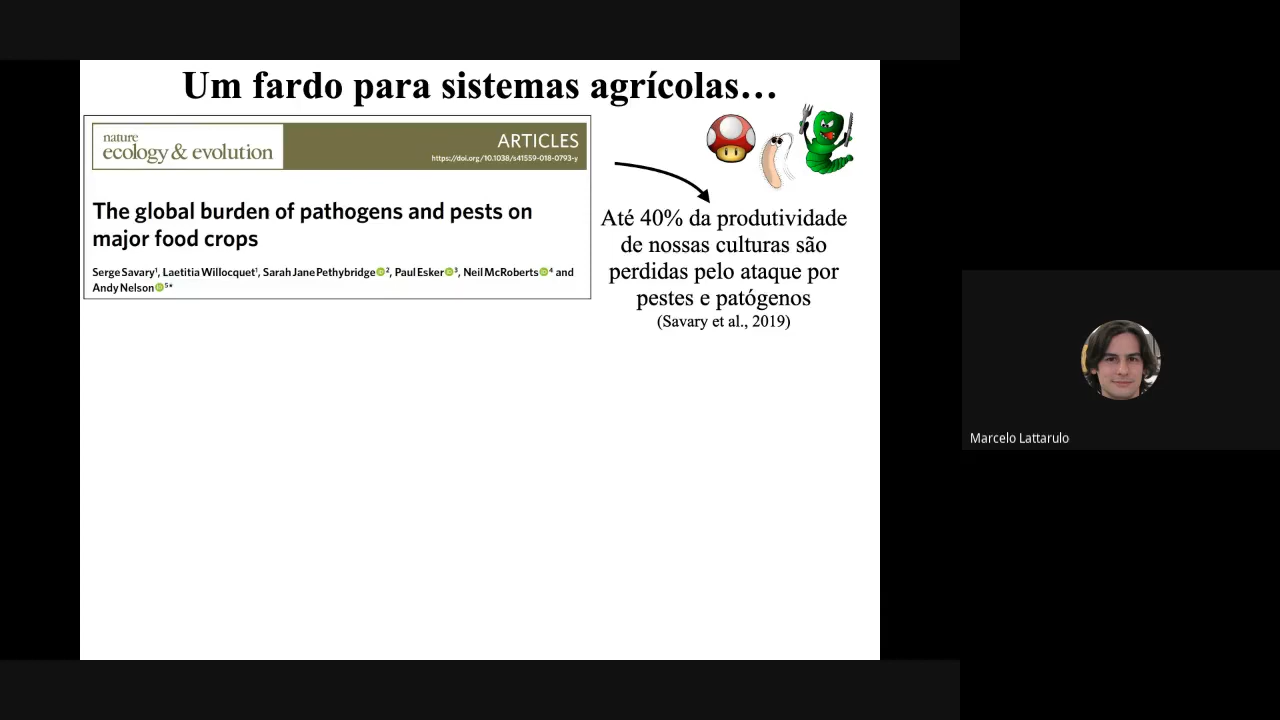 Um fardo para sistemas agrícolas…
nature
ecology & evolution
ARTICLES
https://doi.org/10.1038/s41559-018-0793-y
The global burden of pathogens and pests on
major food crops
Serge Savary¹, Laetitia Willocquet¹, Sarah Jane Pethybridge², Paul Esker³, Neil McRoberts⁴ and
Andy Nelson⁵*
Até 40% da produtividade
de nossas culturas são
perdidas pelo ataque por
pestes e patógenos
(Savary et al., 2019)
Marcelo Lattarulo